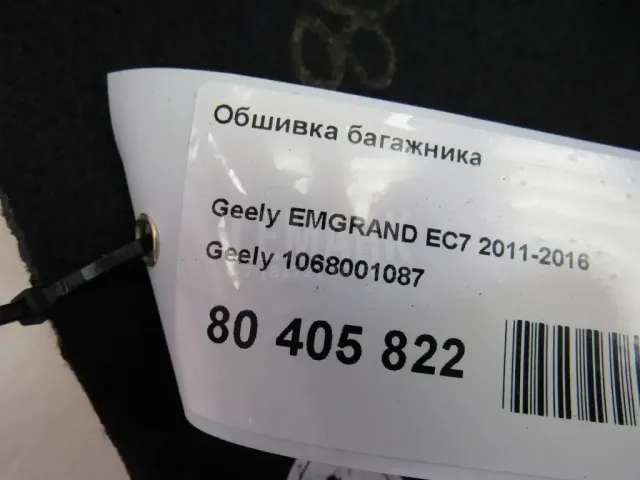 Обшивка багажника
Geely EMGRAND EC7 2011-2016
Geely 1068001087
80 405 822